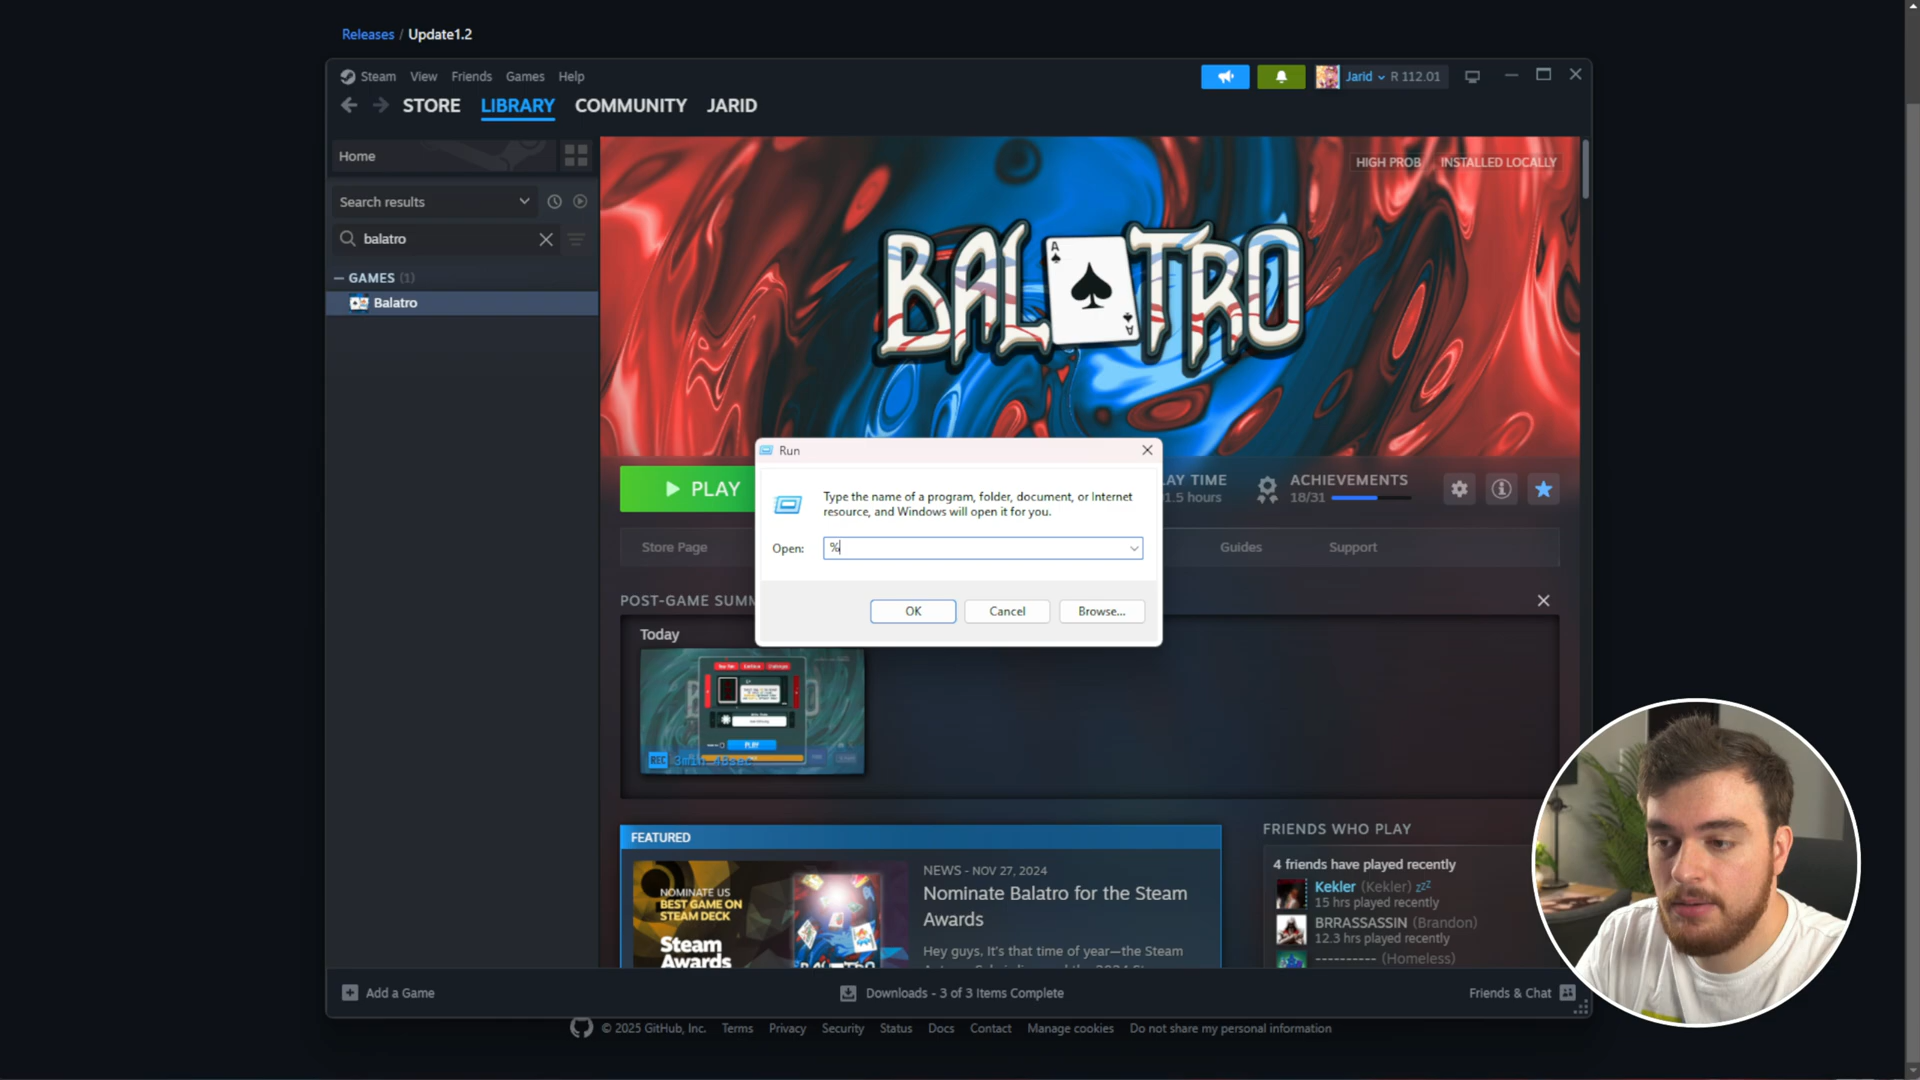 Releases / Update1.2
Steam View Friends Games Help
Jarid R 112.01
STORE LIBRARY COMMUNITY JARID
Home
HIGH PROB INSTALLED LOCALLY
Search results
balatro
— GAMES (1)
Balatro
BALATRO
A
A
Run
Type the name of a program, folder, document, or Internet
resource, and Windows will open it for you.
Open: %
OK Cancel Browse...
PLAY
LAY TIME
1.5 hours
ACHIEVEMENTS
18/31
Store Page Guides Support
POST-GAME SUMM
Today
PLAY
REC 3min 48sec
FEATURED
NOMINATE US
BEST GAME ON
STEAM DECK
Steam
Awards
NEWS - NOV 27, 2024
Nominate Balatro for the Steam
Awards
Hey guys, It's that time of year—the Steam
FRIENDS WHO PLAY
4 friends have played recently
Kekler (Kekler) zzz
15 hrs played recently
BRRASSASSIN (Brandon)
12.3 hrs played recently
---------- (Homeless)
Add a Game
Downloads - 3 of 3 Items Complete
Friends & Chat
© 2025 GitHub, Inc. Terms Privacy Security Status Docs Contact Manage cookies Do not share my personal information